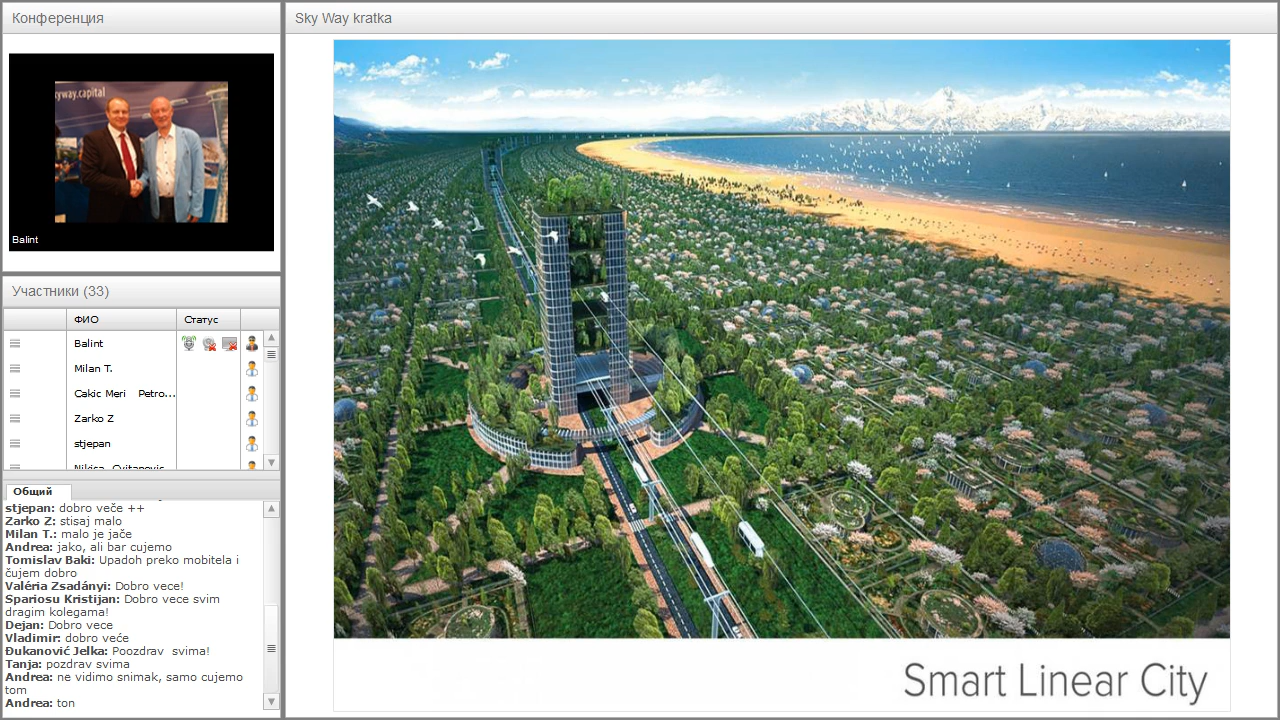 Конференция
Sky Way kratka
kyway.capital
Balint
Участники (33)
ФИО Статус
Balint
Milan T.
Cakic Meri Petro...
Zarko Z
stjepan
Общий
stjepan: dobro veče ++
Zarko Z: stisaj malo
Milan T.: malo je jače
Andrea: jako, ali bar cujemo
Tomislav Baki: Upadoh preko mobitela i
čujem dobro
Valéria Zsadányi: Dobro vece!
Spariosu Kristijan: Dobro vece svim
dragim kolegama!
Dejan: Dobro vece
Vladimir: dobro veće
Đukanović Jelka: Poozdrav svima!
Tanja: pozdrav svima
Andrea: ne vidimo snimak, samo cujemo
tom
Andrea: ton
Smart Linear City